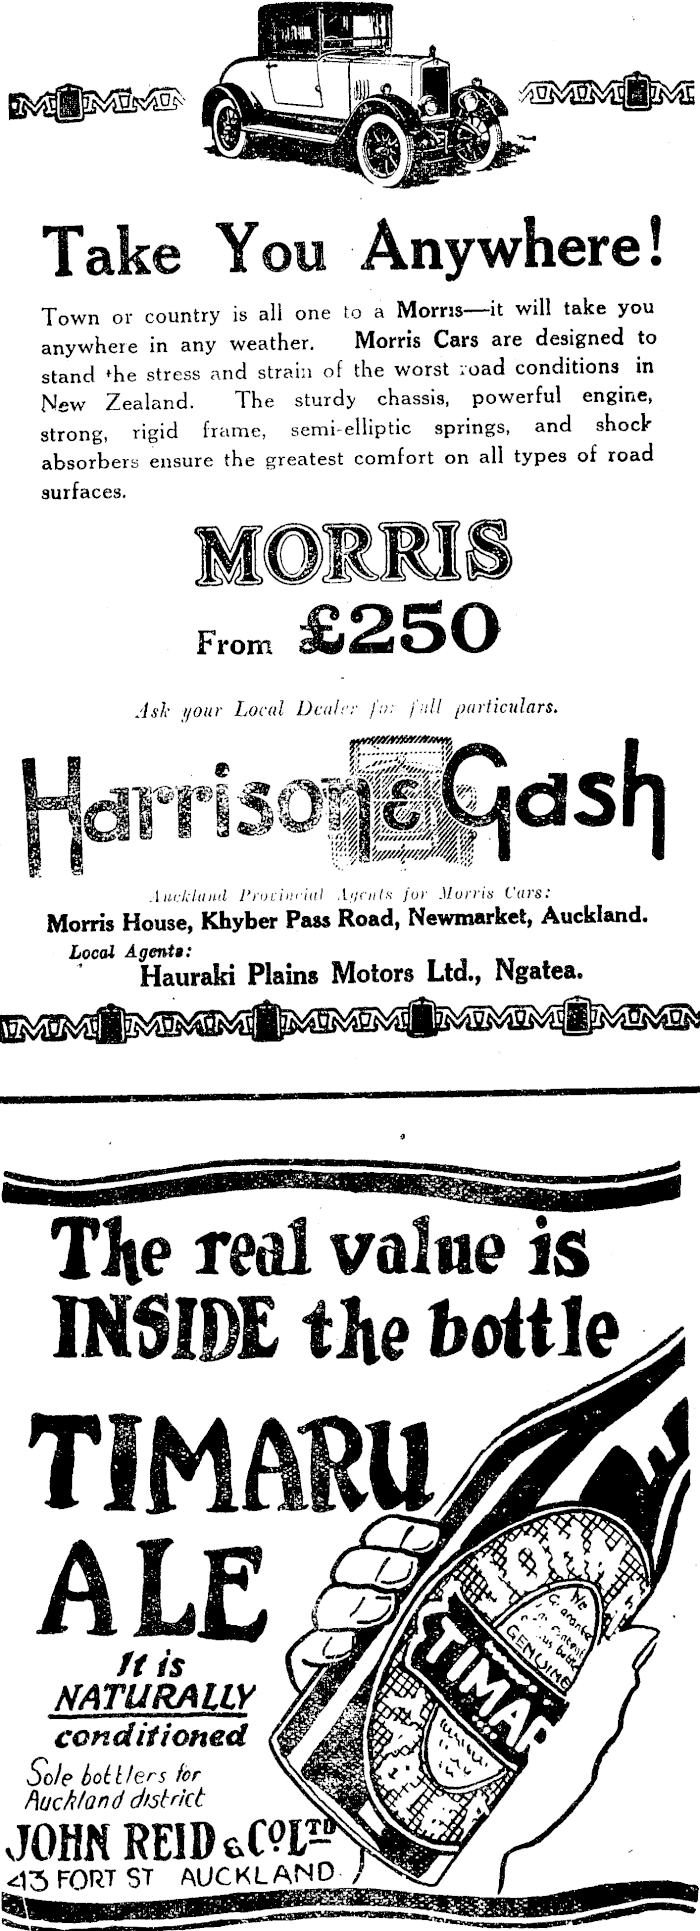 Take You Anywhere!
Town or country is all one to a Morris—it will take you
anywhere in any weather. Morris Cars are designed to
stand the stress and strain of the worst road conditions in
New Zealand. The sturdy chassis, powerful engine,
strong, rigid frame, semi-elliptic springs, and shock
absorbers ensure the greatest comfort on all types of road
surfaces.
MORRIS
From £250
Ask your Local Dealer for full particulars.
Harrison & Gash
Auckland Provincial Agents for Morris Cars:
Morris House, Khyber Pass Road, Newmarket, Auckland.
Local Agents:
Hauraki Plains Motors Ltd., Ngatea.
The real value is
INSIDE the bottle
TIMARU
ALE
It is
NATURALLY
conditioned
Sole bottlers for
Auckland district
JOHN REID & CO LTD
43 FORT ST AUCKLAND
We
GENUINE
TIMAR